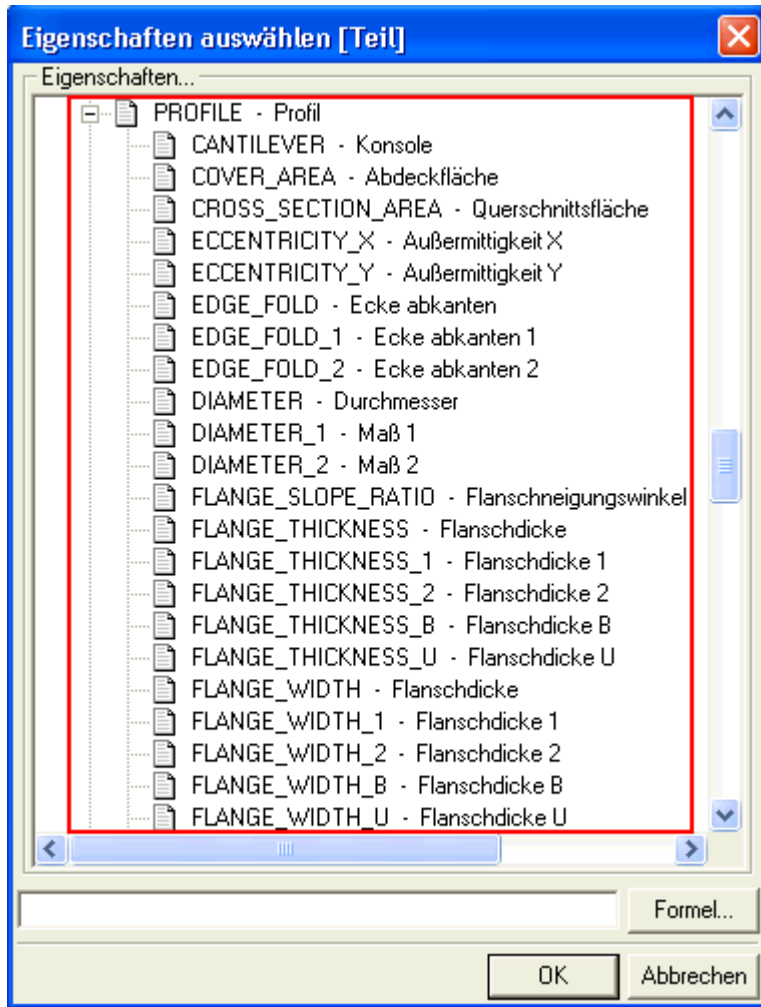 Eigenschaften auswählen [Teil]
Eigenschaften...
PROFILE - Profil
CANTILEVER - Konsole
COVER_AREA - Abdeckfläche
CROSS_SECTION_AREA - Querschnittsfläche
ECCENTRICITY_X - Außermittigkeit X
ECCENTRICITY_Y - Außermittigkeit Y
EDGE_FOLD - Ecke abkanten
EDGE_FOLD_1 - Ecke abkanten 1
EDGE_FOLD_2 - Ecke abkanten 2
DIAMETER - Durchmesser
DIAMETER_1 - Maß 1
DIAMETER_2 - Maß 2
FLANGE_SLOPE_RATIO - Flanschneigungswinkel
FLANGE_THICKNESS - Flanschdicke
FLANGE_THICKNESS_1 - Flanschdicke 1
FLANGE_THICKNESS_2 - Flanschdicke 2
FLANGE_THICKNESS_B - Flanschdicke B
FLANGE_THICKNESS_U - Flanschdicke U
FLANGE_WIDTH - Flanschdicke
FLANGE_WIDTH_1 - Flanschdicke 1
FLANGE_WIDTH_2 - Flanschdicke 2
FLANGE_WIDTH_B - Flanschdicke B
FLANGE_WIDTH_U - Flanschdicke U
Formel...
OK Abbrechen